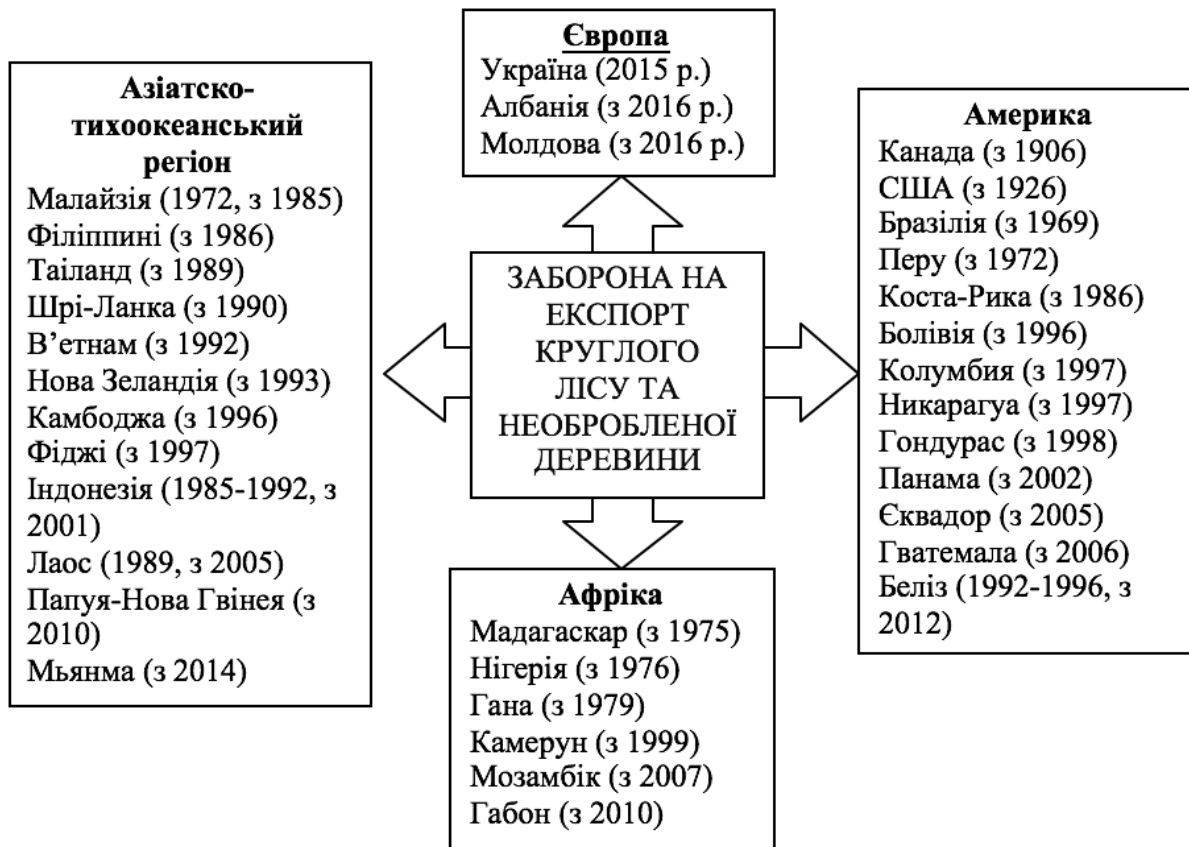 Європа
Україна (2015 р.)
Албанія (з 2016 р.)
Молдова (з 2016 р.)
Азіатско-
тихоокеанський
регіон
Малайзія (1972, з 1985)
Філіппині (з 1986)
Таіланд (з 1989)
Шрі-Ланка (з 1990)
В’єтнам (з 1992)
Нова Зеландія (з 1993)
Камбоджа (з 1996)
Фіджі (з 1997)
Індонезія (1985-1992, з
2001)
Лаос (1989, з 2005)
Папуя-Нова Гвінея (з
2010)
Мьянма (з 2014)
ЗАБОРОНА НА
ЕКСПОРТ
КРУГЛОГО
ЛІСУ ТА
НЕОБРОБЛЕНОЇ
ДЕРЕВИНИ
Америка
Канада (з 1906)
США (з 1926)
Бразілія (з 1969)
Перу (з 1972)
Коста-Рика (з 1986)
Болівія (з 1996)
Колумбия (з 1997)
Никарагуа (з 1997)
Гондурас (з 1998)
Панама (з 2002)
Єквадор (з 2005)
Гватемала (з 2006)
Беліз (1992-1996, з
2012)
Афріка
Мадагаскар (з 1975)
Нігерія (з 1976)
Гана (з 1979)
Камерун (з 1999)
Мозамбік (з 2007)
Габон (з 2010)